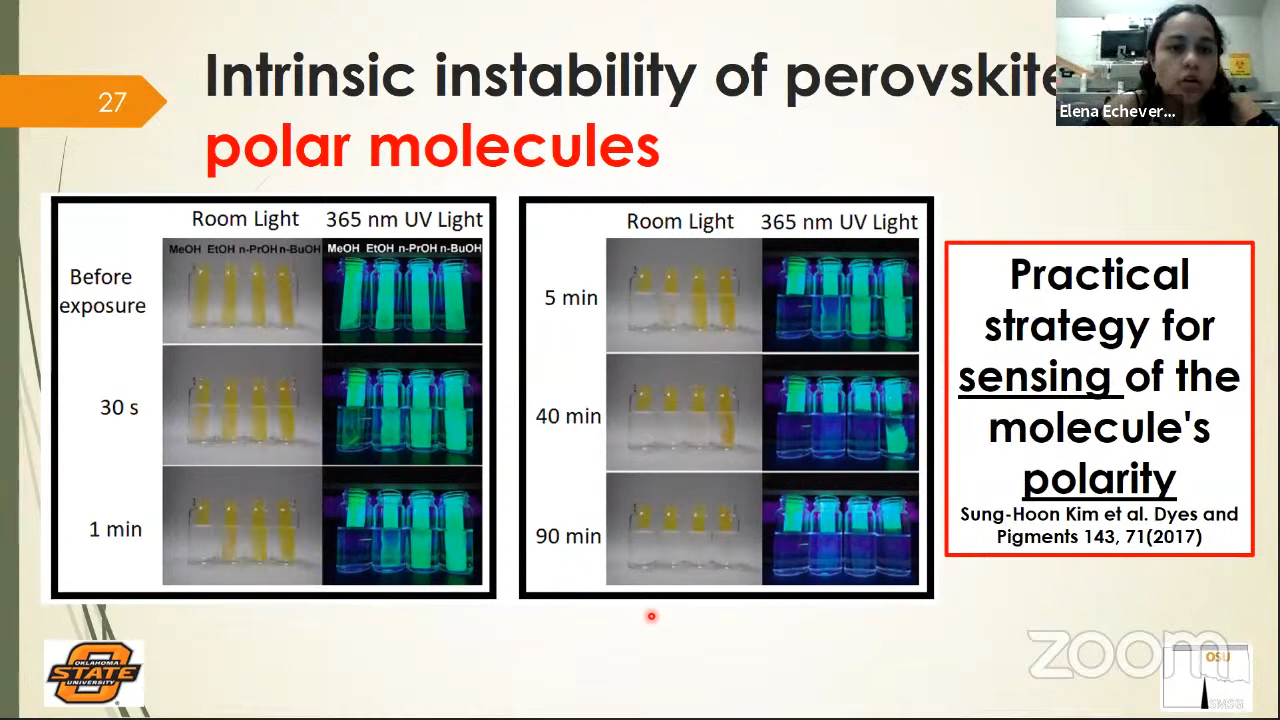 27
Intrinsic instability of perovskite
polar molecules
Elena Echever...
Room Light 365 nm UV Light
MeOH EtOH n-PrOH n-BuOH MeOH EtOH n-PrOH n-BuOH
Before
exposure
30 s
1 min
Room Light 365 nm UV Light
5 min
40 min
90 min
Practical
strategy for
sensing of the
molecule's
polarity
Sung-Hoon Kim et al. Dyes and
Pigments 143, 71(2017)
OKLAHOMA
STATE
UNIVERSITY
zoom
OSU
SMSG